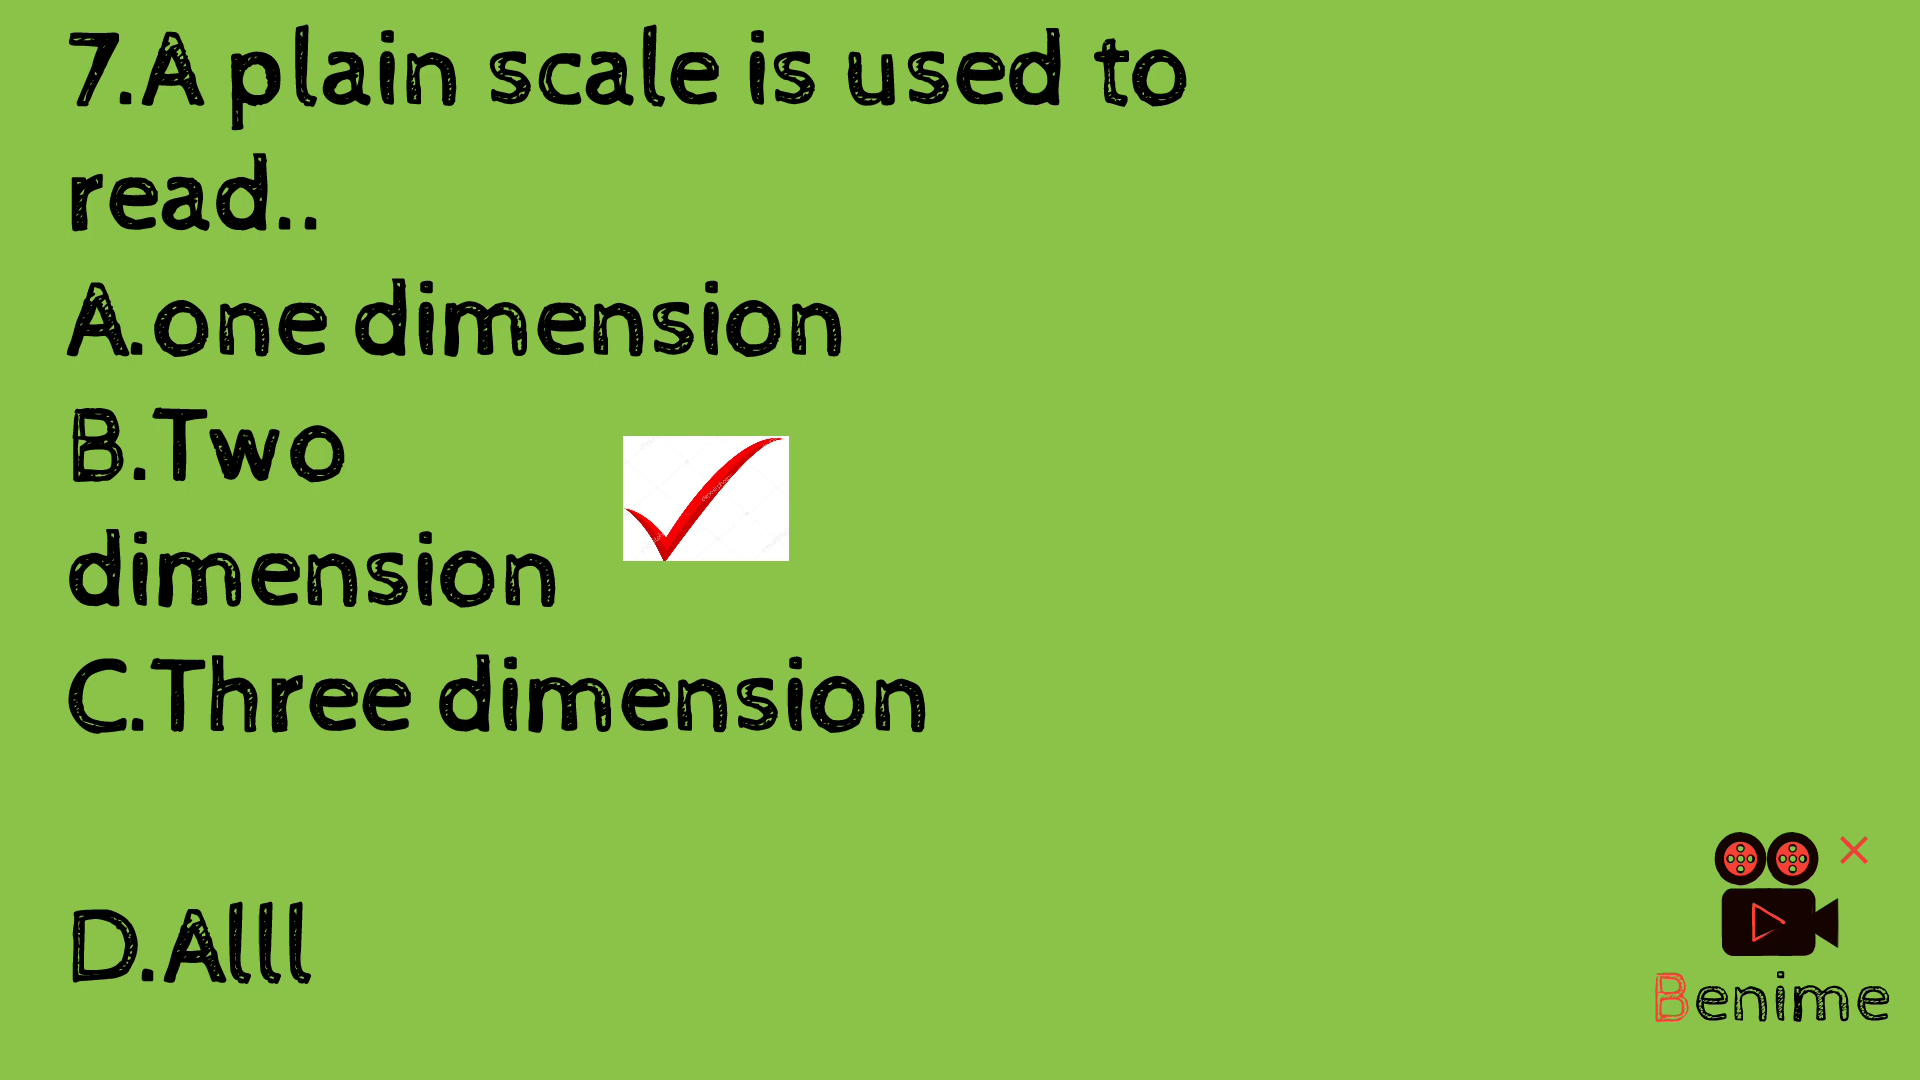 7.A plain scale is used to
read..
A.one dimension
B.Two
dimension
C.Three dimension
D.Alll
Benime